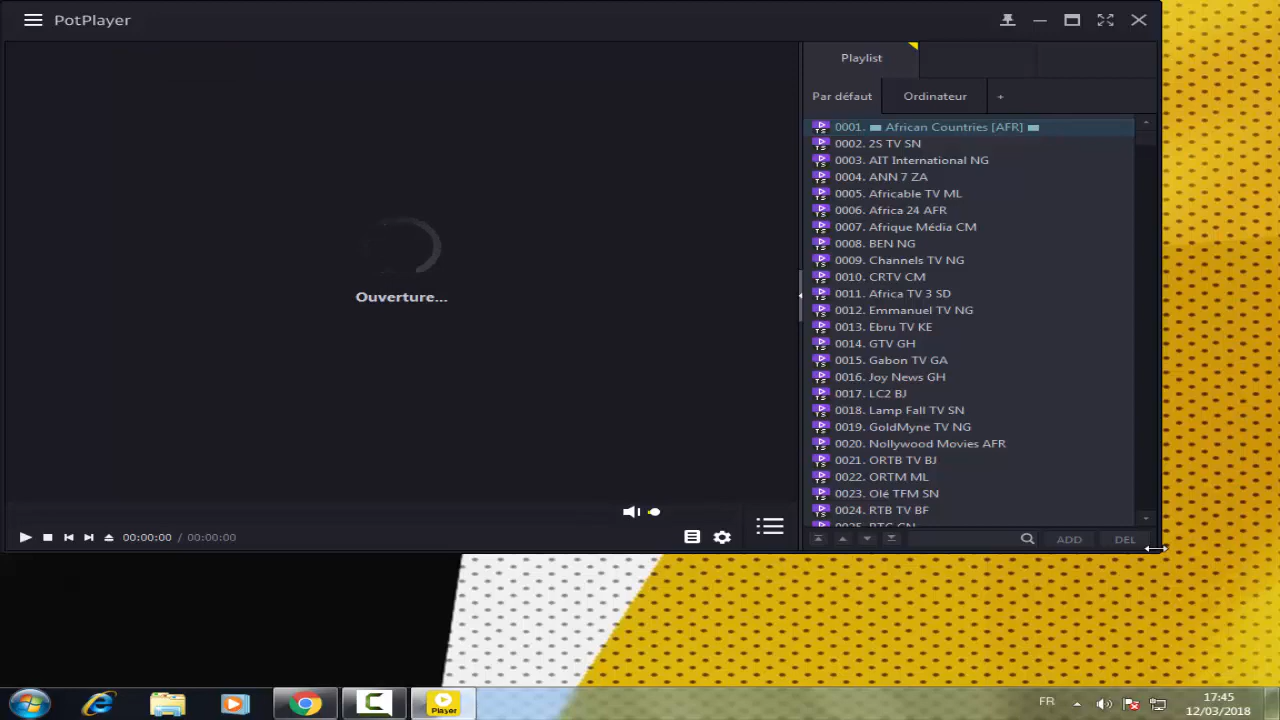 PotPlayer
Playlist
Par défaut
Ordinateur
+
0001. African Countries [AFR]
0002. 2S TV SN
0003. AIT International NG
0004. ANN 7 ZA
0005. Africable TV ML
0006. Africa 24 AFR
0007. Afrique Média CM
0008. BEN NG
0009. Channels TV NG
0010. CRTV CM
0011. Africa TV 3 SD
0012. Emmanuel TV NG
0013. Ebru TV KE
0014. GTV GH
0015. Gabon TV GA
0016. Joy News GH
0017. LC2 BJ
0018. Lamp Fall TV SN
0019. GoldMyne TV NG
0020. Nollywood Movies AFR
0021. ORTB TV BJ
0022. ORTM ML
0023. Olé TFM SN
0024. RTB TV BF
0025. RTG GN
Ouverture...
00:00:00 / 00:00:00
ADD
DEL
Player
FR
17:45
12/03/2018